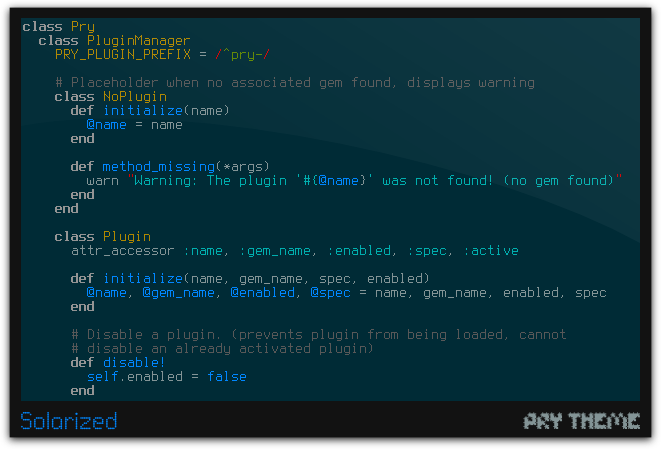 class Pry
  class PluginManager
    PRY_PLUGIN_PREFIX = /^pry-/

    # Placeholder when no associated gem found, displays warning
    class NoPlugin
      def initialize(name)
        @name = name
      end

      def method_missing(*args)
        warn "Warning: The plugin '#{@name}' was not found! (no gem found)"
      end
    end

    class Plugin
      attr_accessor :name, :gem_name, :enabled, :spec, :active

      def initialize(name, gem_name, spec, enabled)
        @name, @gem_name, @enabled, @spec = name, gem_name, enabled, spec
      end

      # Disable a plugin. (prevents plugin from being loaded, cannot
      # disable an already activated plugin)
      def disable!
        self.enabled = false
      end
Solarized
PRY THEME